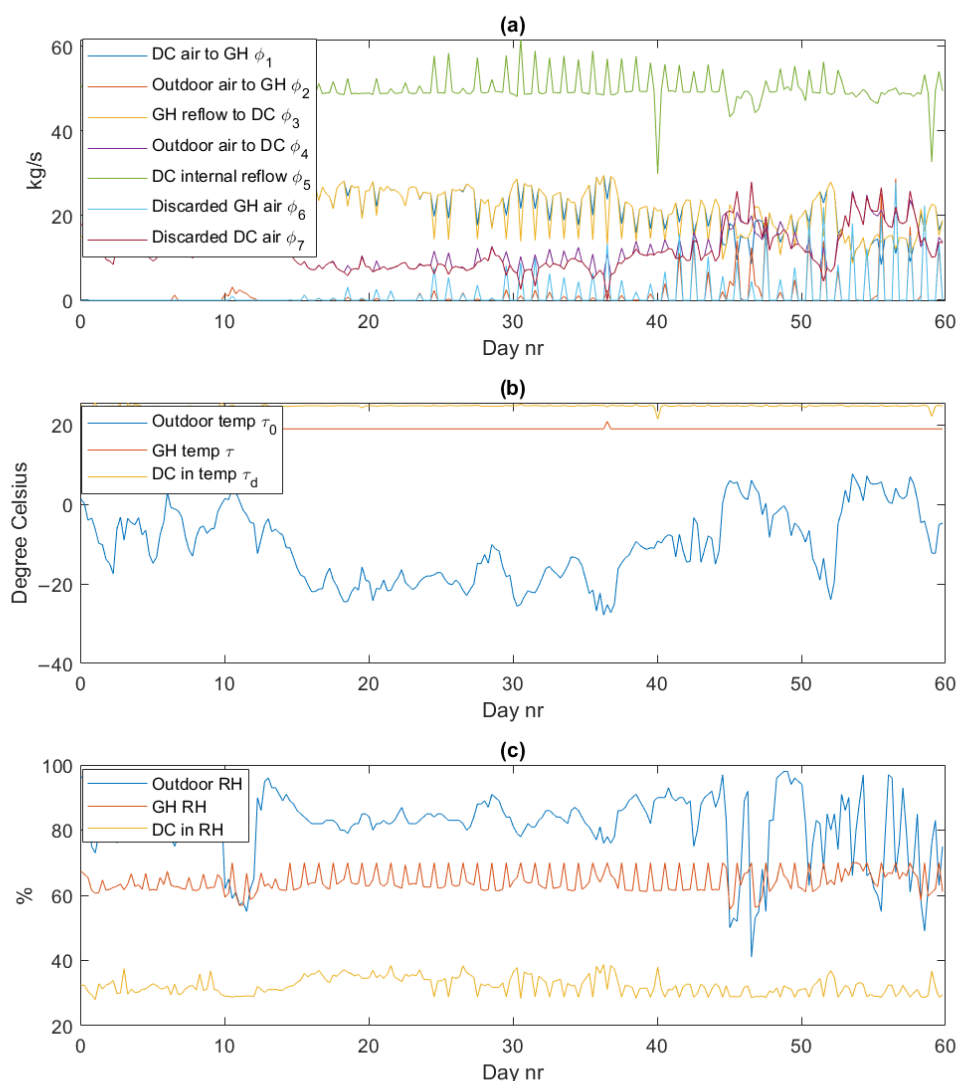 (a)
60
40
20
0
kg/s
DC air to GH ϕ1
Outdoor air to GH ϕ2
GH reflow to DC ϕ3
Outdoor air to DC ϕ4
DC internal reflow ϕ5
Discarded GH air ϕ6
Discarded DC air ϕ7
0 10 20 30 40 50 60
Day nr
(b)
20
0
−20
−40
Degree Celsius
Outdoor temp τ0
GH temp τ
DC in temp τd
0 10 20 30 40 50 60
Day nr
(c)
100
80
60
40
20
%
Outdoor RH
GH RH
DC in RH
0 10 20 30 40 50 60
Day nr